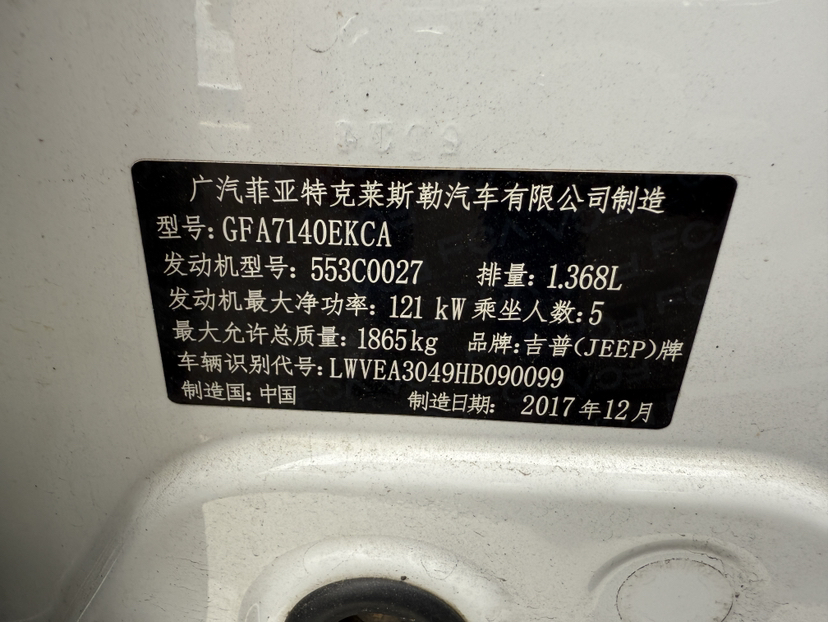 广汽菲亚特克莱斯勒汽车有限公司制造
型号:GFA7140EKCA
发动机型号:553C0027 排量:1.368L
发动机最大净功率:121 kW 乘坐人数:5
最大允许总质量:1865kg 品牌:吉普(JEEP)牌
车辆识别代号:LWVEA3049HB090099
制造国:中国 制造日期: 2017年12月